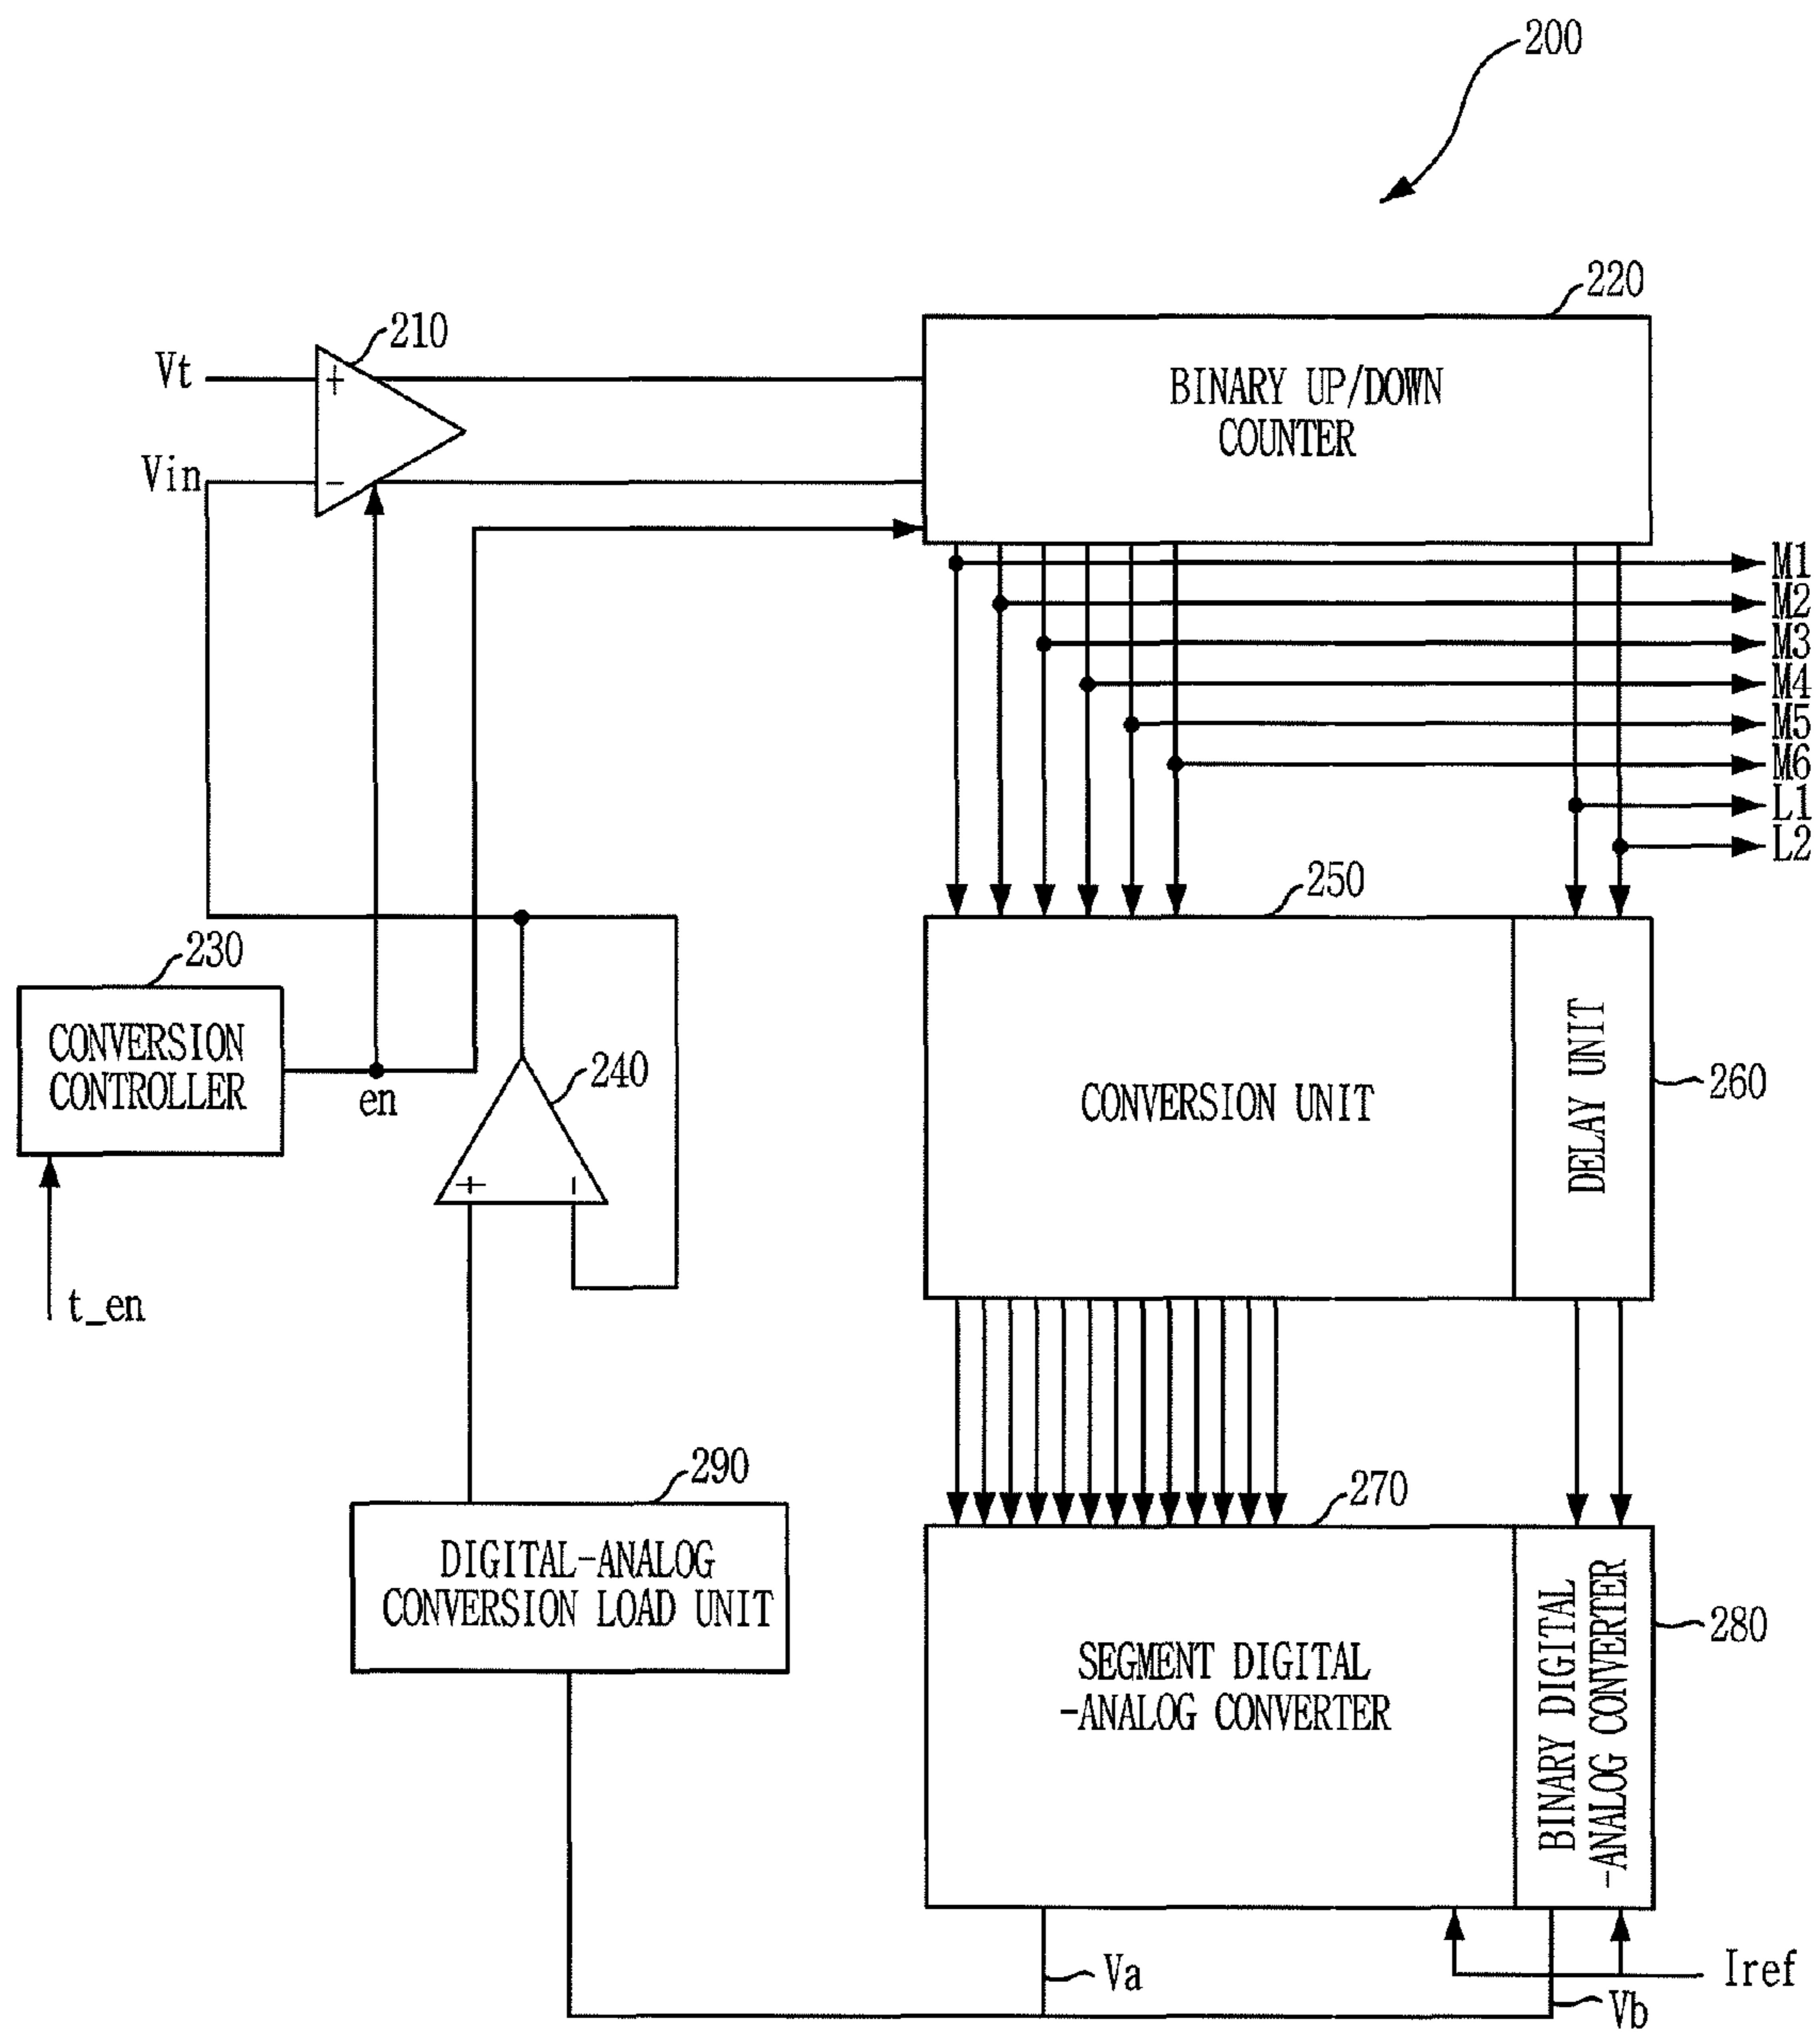 200
220
210
Vt
+
BINARY UP/DOWN
COUNTER
Vin
-
M1
M2
M3
M4
M5
M6
L1
L2
250
230
CONVERSION
CONTROLLER
en
240
+
-
CONVERSION UNIT
DELAY UNIT
260
t_en
290
270
DIGITAL-ANALOG
CONVERSION LOAD UNIT
SEGMENT DIGITAL
-ANALOG CONVERTER
BINARY DIGITAL
-ANALOG CONVERTER
280
Va
Iref
Vb